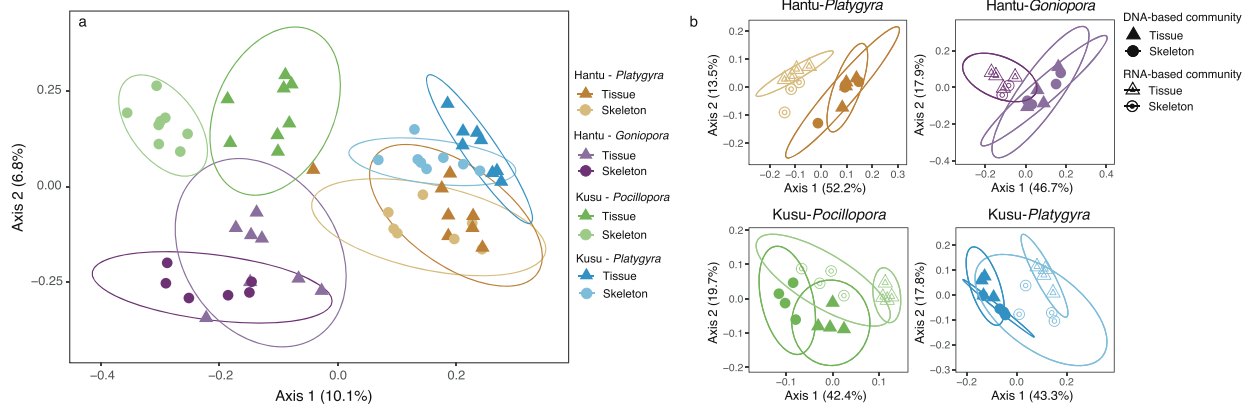 a
Axis 2 (6.8%)
0.25
0.00
−0.25
−0.4
−0.2
0.0
0.2
Axis 1 (10.1%)
Hantu - Platygyra
Tissue
Skeleton
Hantu - Goniopora
Tissue
Skeleton
Kusu - Pocillopora
Tissue
Skeleton
Kusu - Platygyra
Tissue
Skeleton
b
Hantu-Platygyra
Axis 2 (13.5%)
0.2
0.1
0.0
−0.1
−0.2
−0.2
−0.1
0.0
0.1
0.2
0.3
Axis 1 (52.2%)
Hantu-Goniopora
Axis 2 (17.9%)
0.2
0.0
−0.2
−0.4
−0.2
0.0
0.2
0.4
Axis 1 (46.7%)
DNA-based community
Tissue
Skeleton
RNA-based community
Tissue
Skeleton
Kusu-Pocillopora
Axis 2 (19.7%)
0.2
0.1
0.0
−0.1
−0.2
−0.1
0.0
0.1
Axis 1 (42.4%)
Kusu-Platygyra
Axis 2 (17.8%)
0.2
0.1
0.0
−0.1
−0.2
−0.3
−0.2
0.0
0.2
Axis 1 (43.3%)